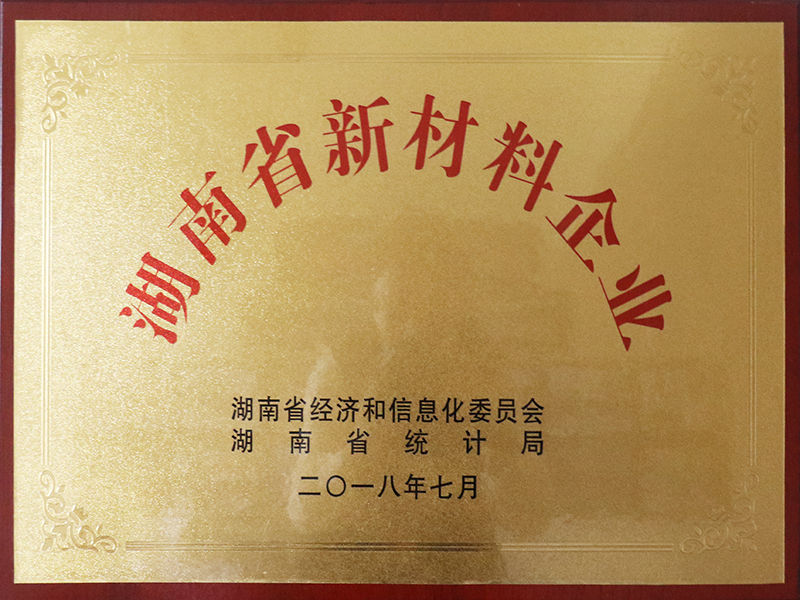 湖南省新材料企业
湖南省经济和信息化委员会
湖南省统计局
二〇一八年七月